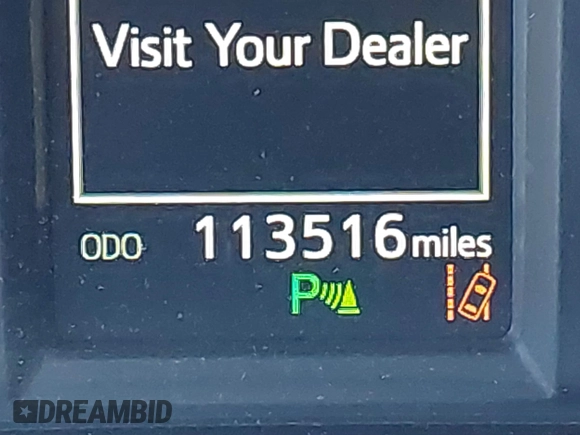 Visit Your Dealer
ODO 113516 miles
P
DREAMBID